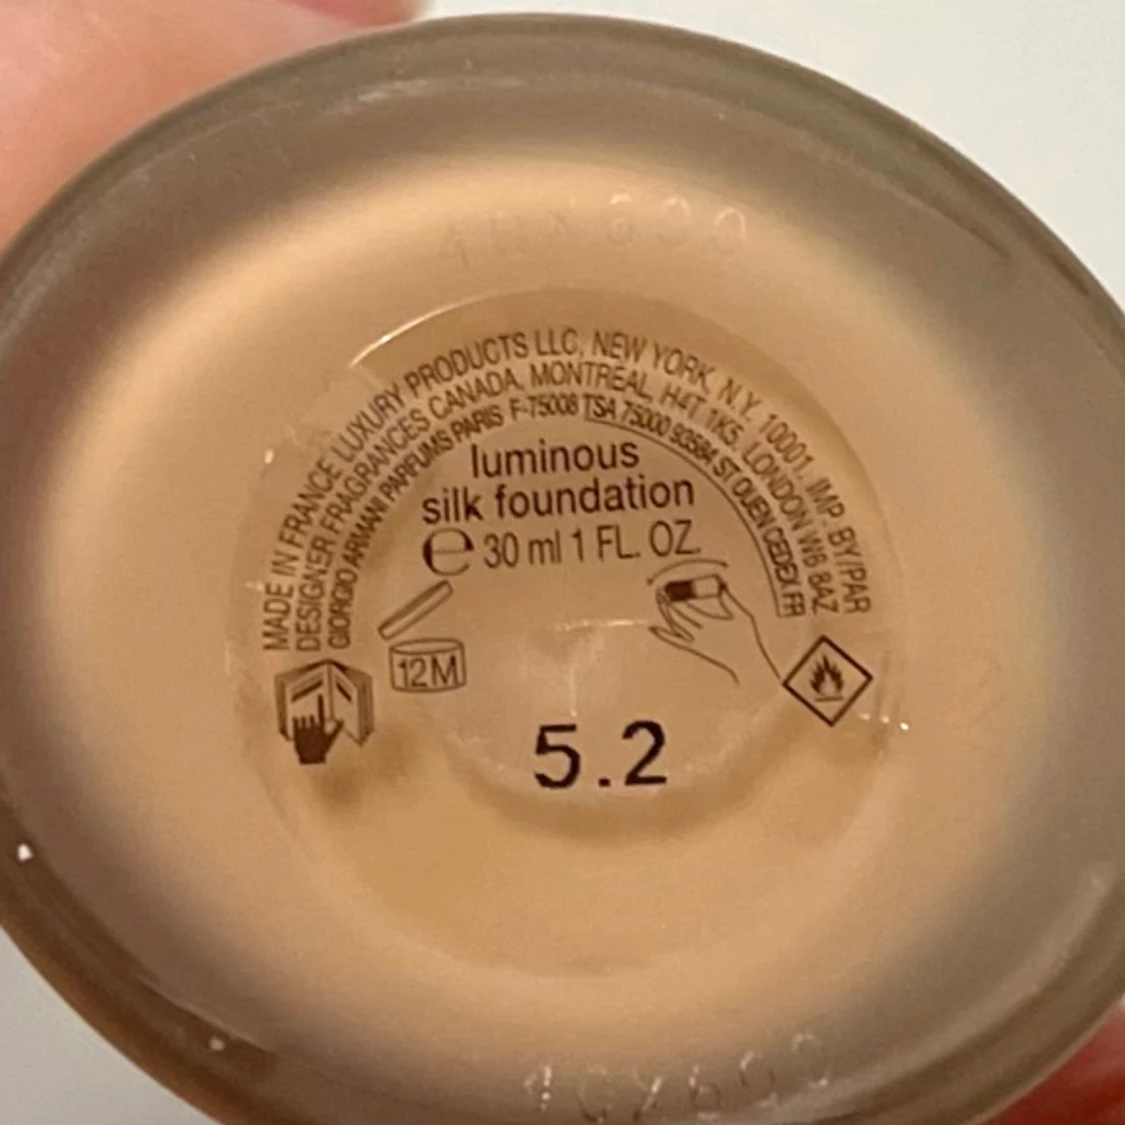 MADE IN FRANCE LUXURY PRODUCTS LLC, NEW YORK, N.Y. 10001. IMP. BY/PAR
DESIGNER FRAGRANCES CANADA, MONTREAL, H4T 1K5. LONDON W6 8AZ
GIORGIO ARMANI PARFUMS PARIS F-75008 TSA 75000 93584 ST OUEN CEDEX FR
luminous
silk foundation
℮ 30 ml 1 FL. OZ.
12M
5.2